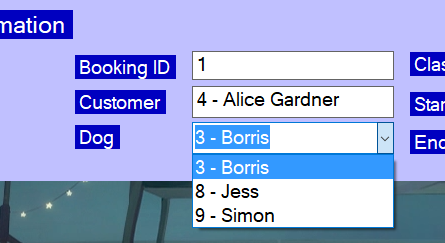 mation
Booking ID 1 Clas
Customer 4 - Alice Gardner Star
Dog 3 - Borris End
3 - Borris
8 - Jess
9 - Simon